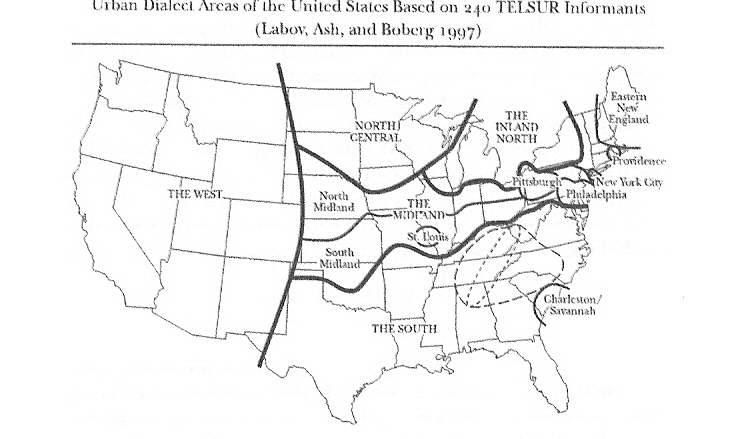 Urban Dialect Areas of the United States Based on 240 TELSUR Informants
(Labov, Ash, and Boberg 1997)
Eastern
New
England
THE
INLAND
NORTH
NORTH
CENTRAL
Providence
Pittsburgh
New York City
THE WEST
Philadelphia
North
Midland
THE
MIDLAND
St. Louis
South
Midland
Charleston/
Savannah
THE SOUTH